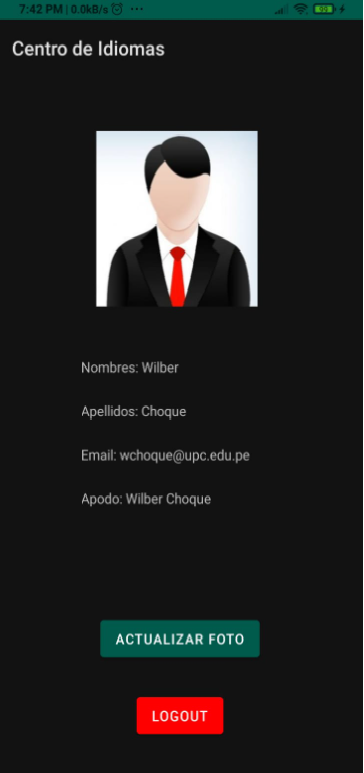 7:42 PM | 0.0kB/s ...
99
Centro de Idiomas
Nombres: Wilber
Apellidos: Choque
Email: wchoque@upc.edu.pe
Apodo: Wilber Choque
ACTUALIZAR FOTO
LOGOUT